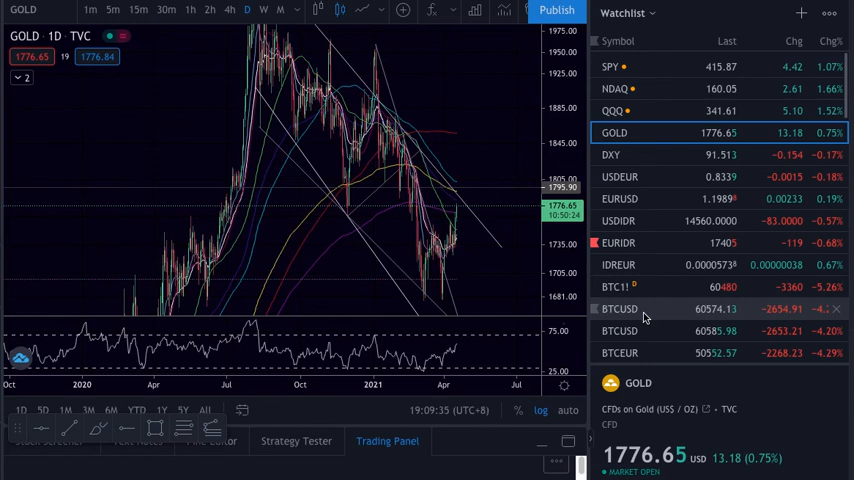 GOLD 1m 5m 15m 30m 1h 2h 4h D W M Publish
GOLD · 1D · TVC
1776.65 19 1776.84
2
1975.00
1950.00
1925.00
1885.00
1845.00
1805.00
1795.90
1776.65
10:50:24
1735.00
1705.00
1681.00
75.00
25.00
Oct 2020 Apr Jul Oct 2021 Apr Jul
1D 5D 1M 3M 6M YTD 1Y 5Y All 19:09:35 (UTC+8) % log auto
Strategy Tester Trading Panel
Watchlist
Symbol Last Chg Chg%
SPY 415.87 4.42 1.07%
NDAQ 160.05 2.61 1.66%
QQQ 341.61 5.10 1.52%
GOLD 1776.65 13.18 0.75%
DXY 91.513 −0.154 −0.17%
USDEUR 0.8339 −0.0015 −0.18%
EURUSD 1.19898 0.00233 0.19%
USDIDR 14560.0000 −83.0000 −0.57%
EURIDR 17405 −119 −0.68%
IDREUR 0.00005738 0.00000038 0.67%
BTC1! D 60480 −3360 −5.26%
BTCUSD 60574.13 −2654.91
BTCUSD 60585.98 −2653.21 −4.20%
BTCEUR 50552.57 −2268.23 −4.29%
GOLD
CFDs on Gold (US$ / OZ) · TVC
CFD
1776.65 USD 13.18 (0.75%)
MARKET OPEN